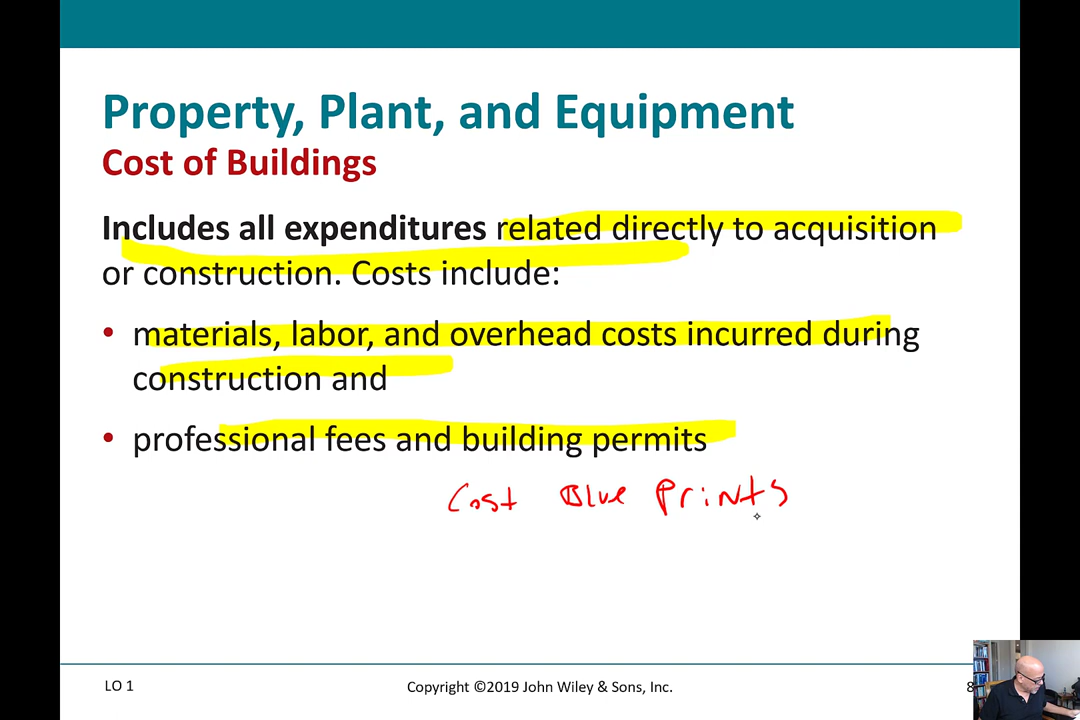 Property, Plant, and Equipment
Cost of Buildings
Includes all expenditures related directly to acquisition
or construction. Costs include:
• materials, labor, and overhead costs incurred during
construction and
• professional fees and building permits
Cost Blue Prints
LO 1
Copyright ©2019 John Wiley & Sons, Inc.
8